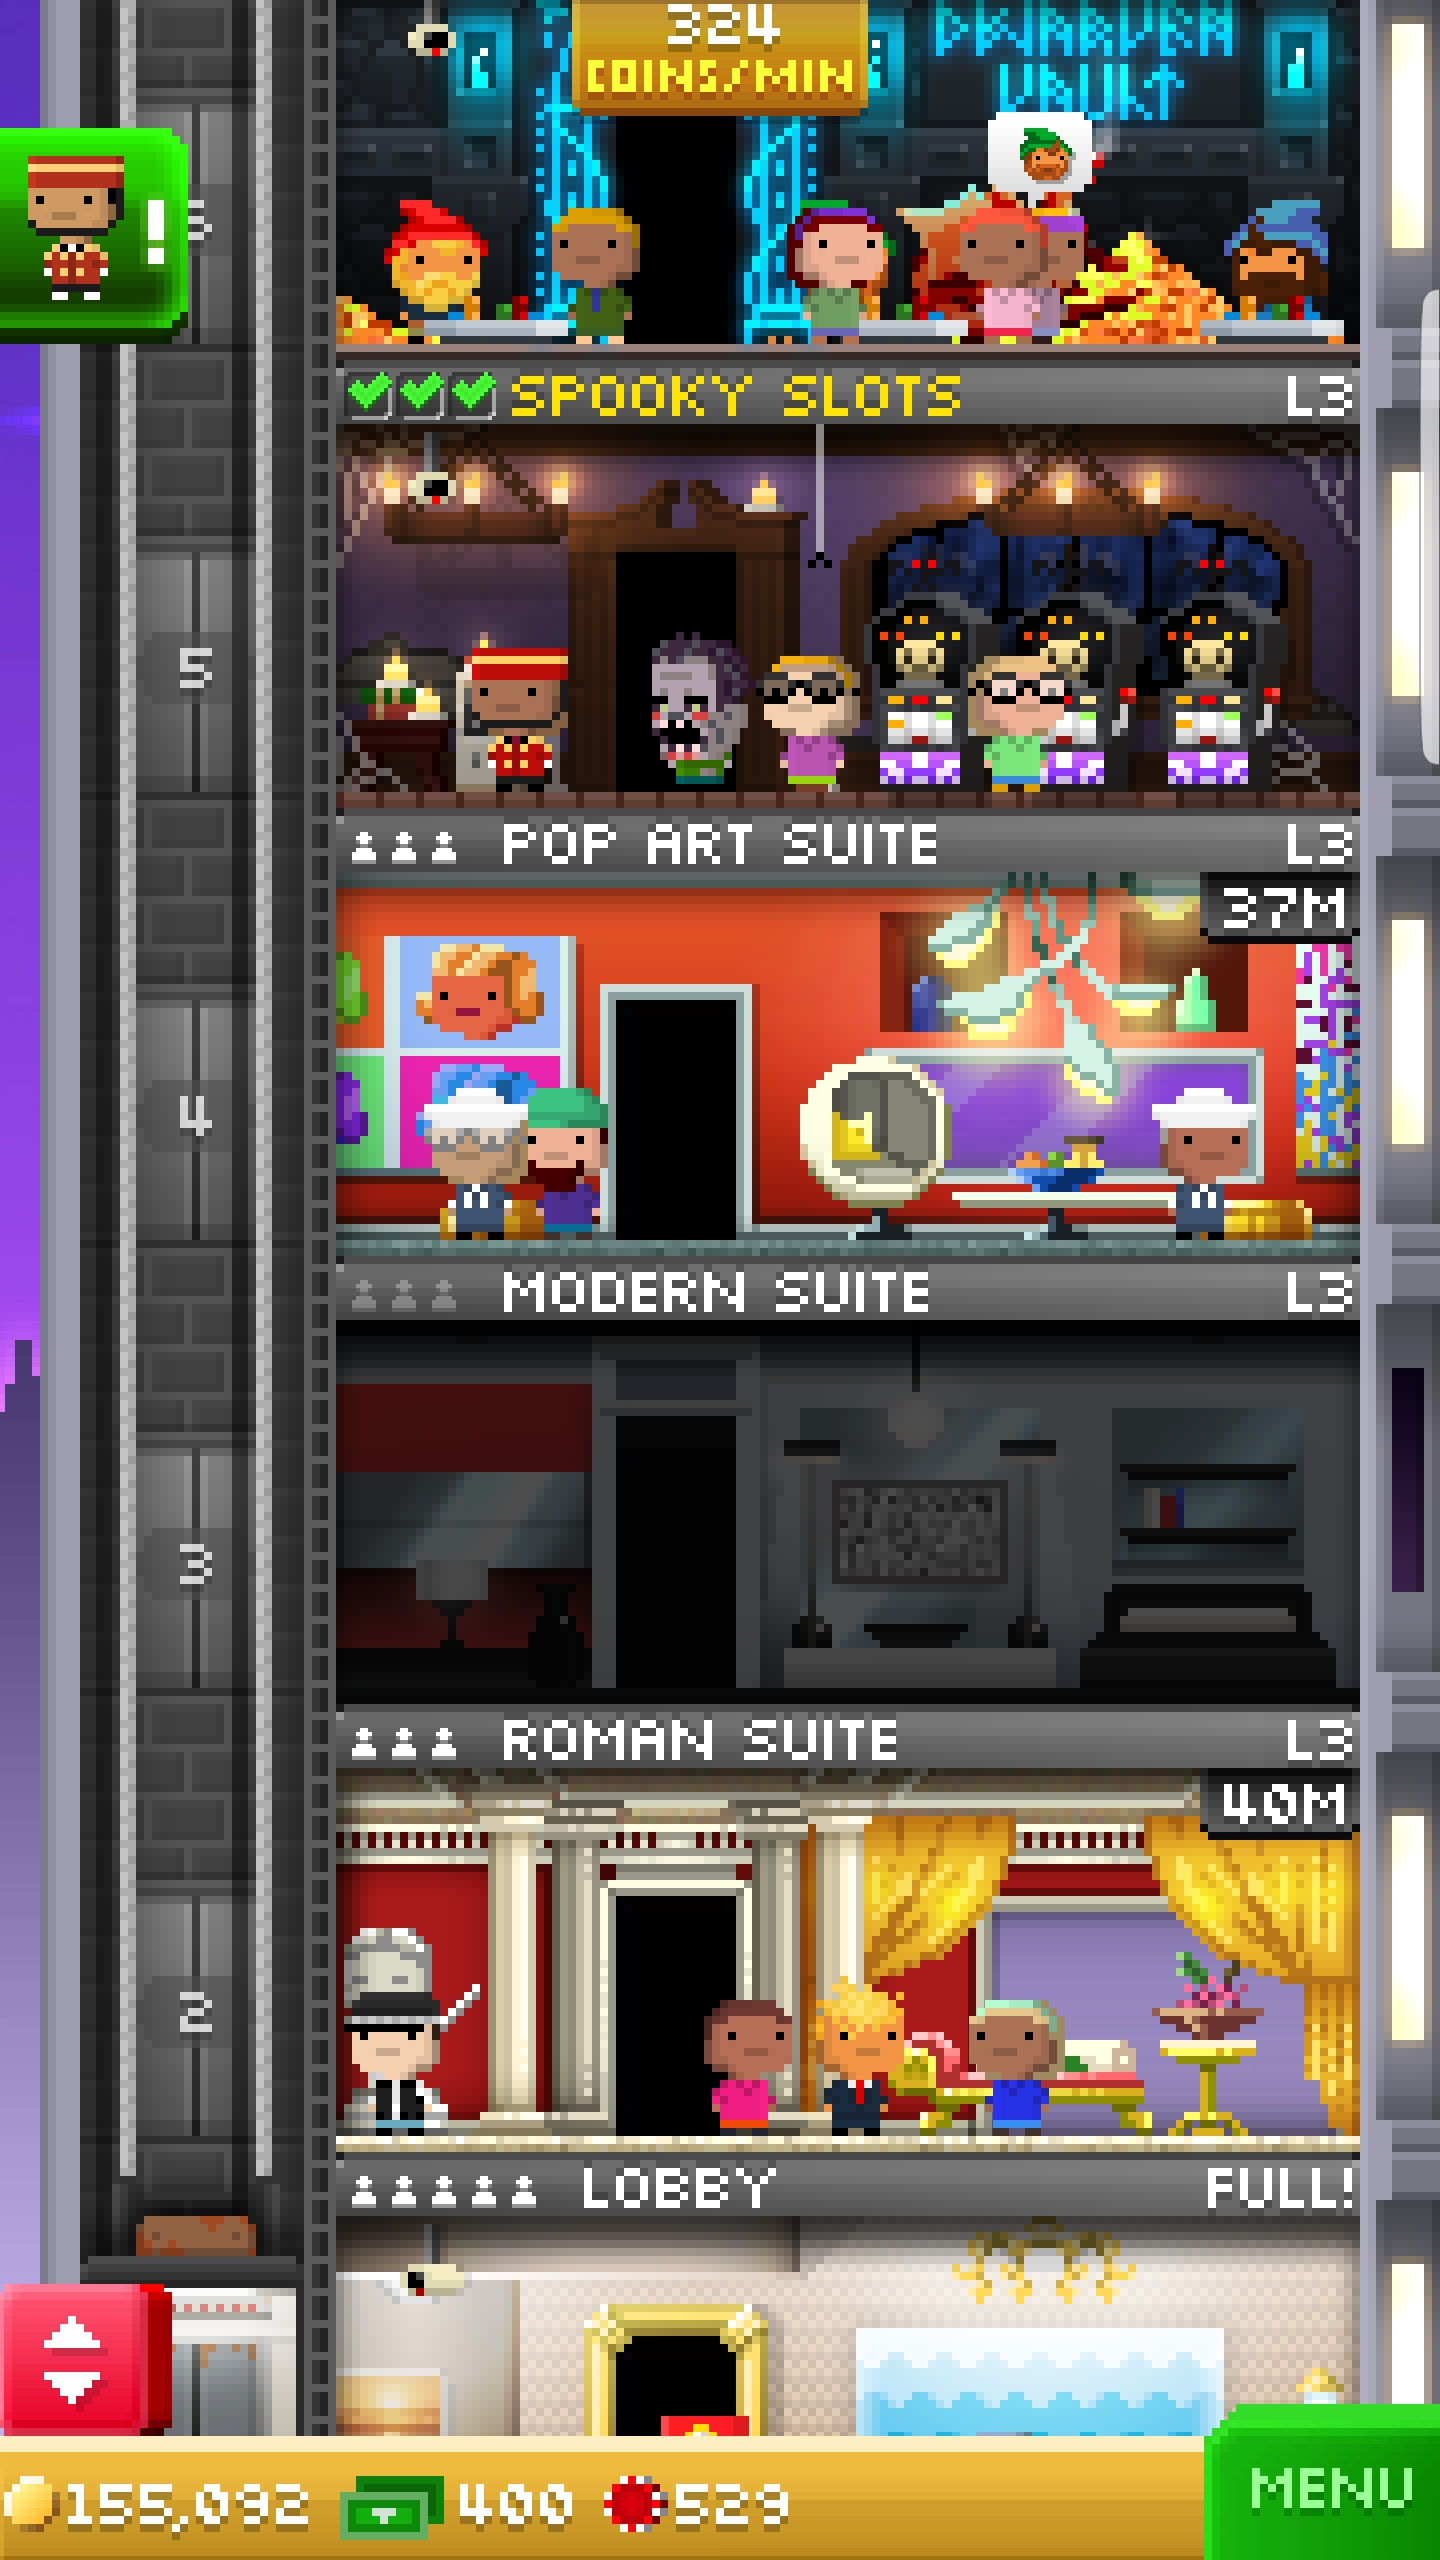 324
COINS/MIN
DWARVEN
VAULT
!
SPOOKY SLOTS L3
5
POP ART SUITE L3
37M
4
MODERN SUITE L3
3
ROMAN SUITE L3
40M
2
LOBBY FULL!
155,092 400 529
MENU